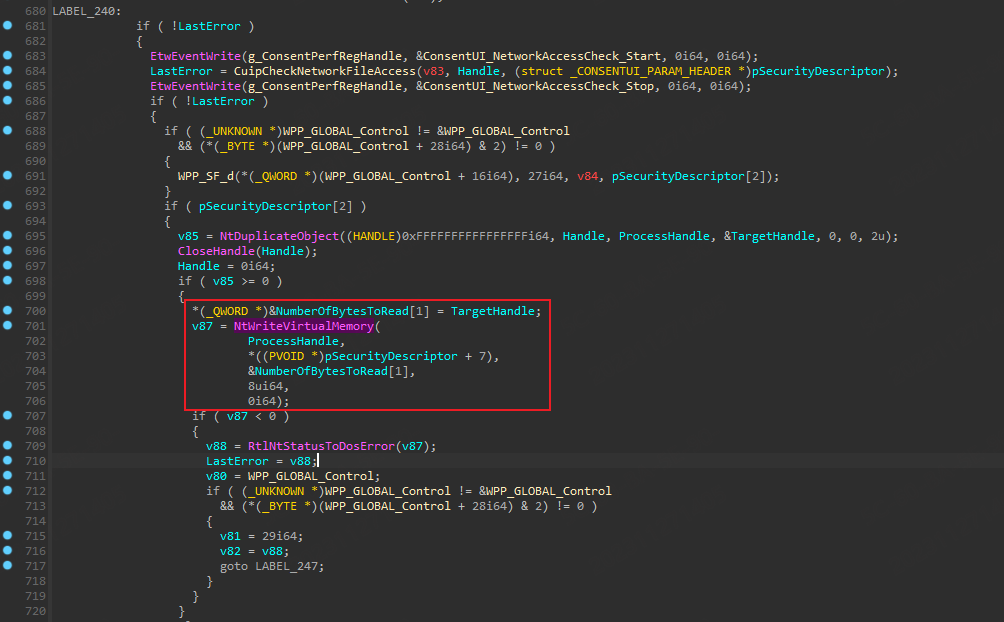 680 LABEL_240:
681 if ( !LastError )
682 {
683 EtwEventWrite(g_ConsentPerfRegHandle, &ConsentUI_NetworkAccessCheck_Start, 0i64, 0i64);
684 LastError = CuipCheckNetworkFileAccess(v83, Handle, (struct _CONSENTUI_PARAM_HEADER *)pSecurityDescriptor);
685 EtwEventWrite(g_ConsentPerfRegHandle, &ConsentUI_NetworkAccessCheck_Stop, 0i64, 0i64);
686 if ( !LastError )
687 {
688 if ( (_UNKNOWN *)WPP_GLOBAL_Control != &WPP_GLOBAL_Control
689 && (*(_BYTE *)(WPP_GLOBAL_Control + 28i64) & 2) != 0 )
690 {
691 WPP_SF_d(*(_QWORD *)(WPP_GLOBAL_Control + 16i64), 27i64, v84, pSecurityDescriptor[2]);
692 }
693 if ( pSecurityDescriptor[2] )
694 {
695 v85 = NtDuplicateObject((HANDLE)0xFFFFFFFFFFFFFFFFi64, Handle, ProcessHandle, &TargetHandle, 0, 0, 2u);
696 CloseHandle(Handle);
697 Handle = 0i64;
698 if ( v85 >= 0 )
699 {
700 *(_QWORD *)&NumberOfBytesToRead[1] = TargetHandle;
701 v87 = NtWriteVirtualMemory(
702 ProcessHandle,
703 *((PVOID *)pSecurityDescriptor + 7),
704 &NumberOfBytesToRead[1],
705 8ui64,
706 0i64);
707 if ( v87 < 0 )
708 {
709 v88 = RtlNtStatusToDosError(v87);
710 LastError = v88;
711 v80 = WPP_GLOBAL_Control;
712 if ( (_UNKNOWN *)WPP_GLOBAL_Control != &WPP_GLOBAL_Control
713 && (*(_BYTE *)(WPP_GLOBAL_Control + 28i64) & 2) != 0 )
714 {
715 v81 = 29i64;
716 v82 = v88;
717 goto LABEL_247;
718 }
719 }
720 }